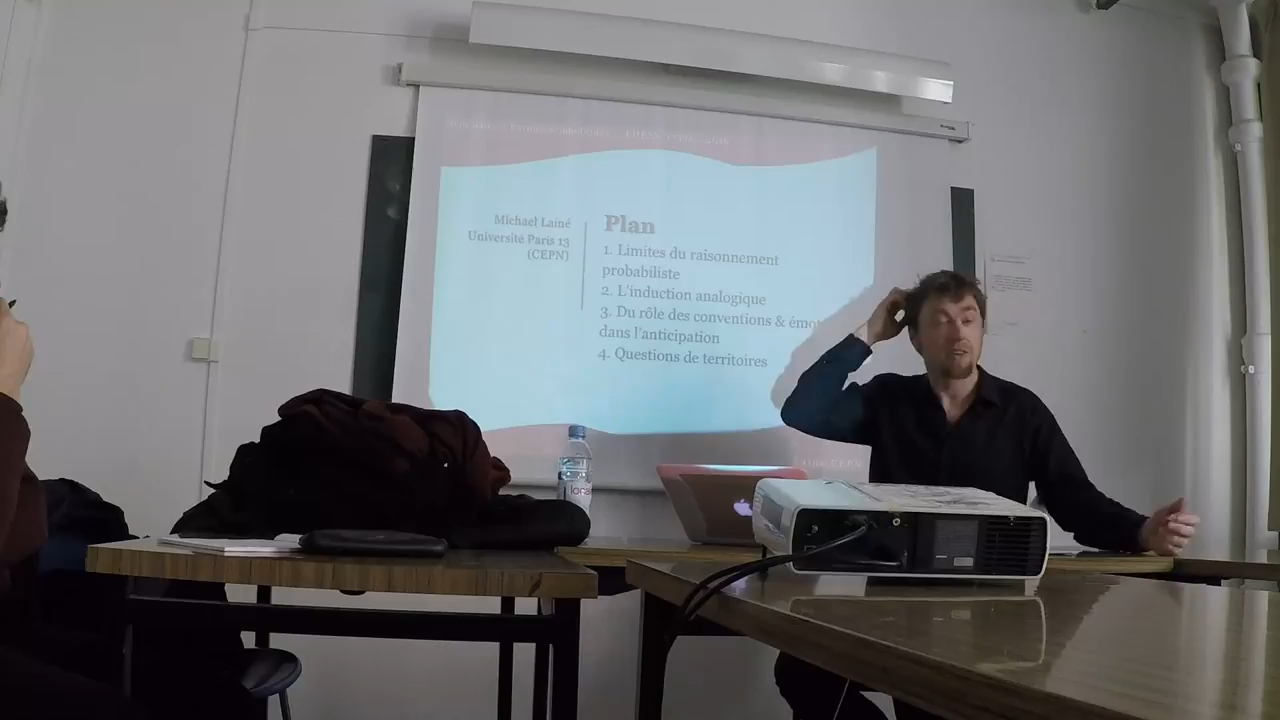 Michael Lainé
Université Paris 13
(CEPN)
Plan
1. Limites du raisonnement
probabiliste
2. L'induction analogique
3. Du rôle des conventions & émo
dans l'anticipation
4. Questions de territoires